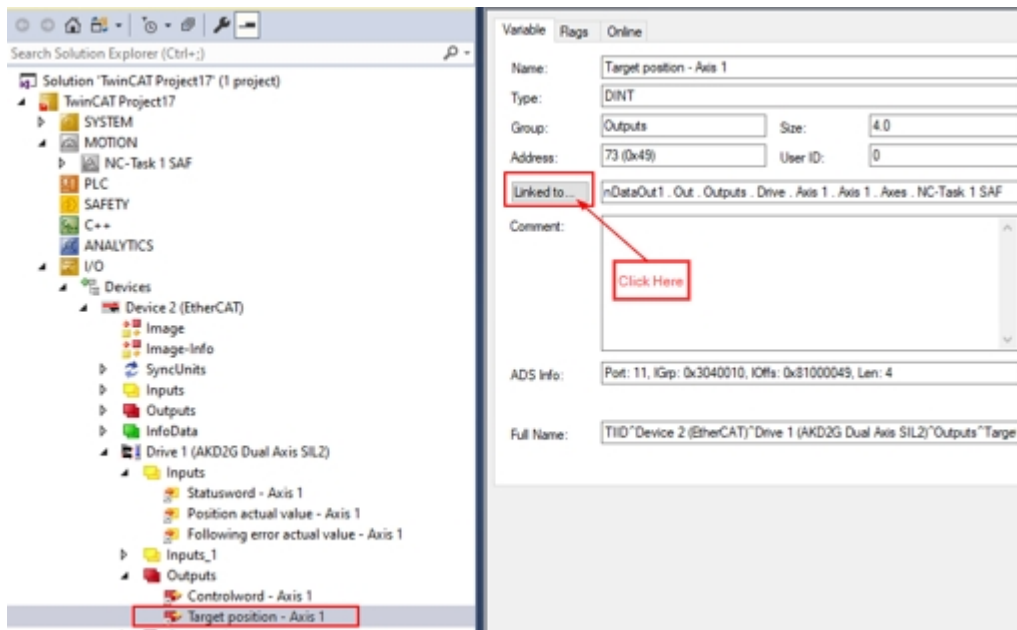 Search Solution Explorer (Ctrl+;)
Solution 'TwinCAT Project17' (1 project)
TwinCAT Project17
SYSTEM
MOTION
NC-Task 1 SAF
PLC
SAFETY
C++
ANALYTICS
I/O
Devices
Device 2 (EtherCAT)
Image
Image-Info
SyncUnits
Inputs
Outputs
InfoData
Drive 1 (AKD2G Dual Axis SIL2)
Inputs
Statusword - Axis 1
Position actual value - Axis 1
Following error actual value - Axis 1
Inputs_1
Outputs
Controlword - Axis 1
Target position - Axis 1
Variable Flags Online
Name: Target position - Axis 1
Type: DINT
Group: Outputs Size: 4.0
Address: 73 (0x49) User ID: 0
Linked to... nDataOut1 . Out . Outputs . Drive . Axis 1 . Axis 1 . Axes . NC-Task 1 SAF
Comment:
Click Here
ADS Info: Port: 11, IGrp: 0x3040010, IOffs: 0x81000049, Len: 4
Full Name: TIID^Device 2 (EtherCAT)^Drive 1 (AKD2G Dual Axis SIL2)^Outputs^Targe